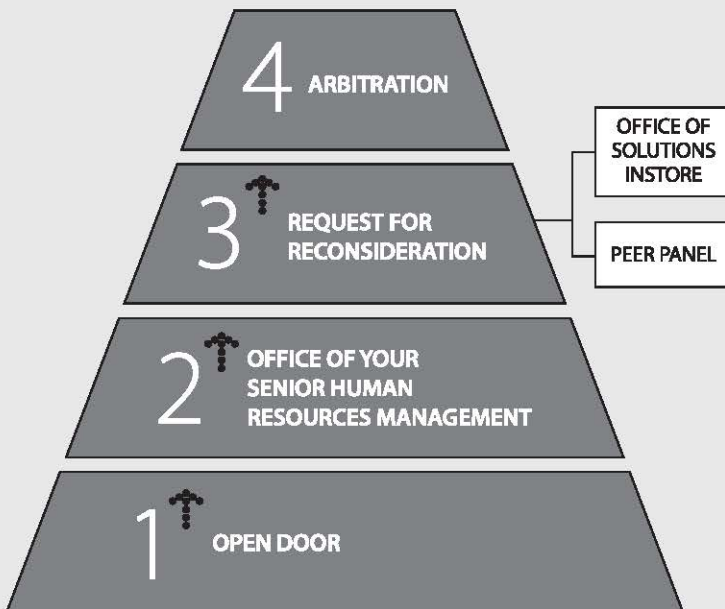 4 ARBITRATION
OFFICE OF
SOLUTIONS
INSTORE
3 REQUEST FOR
RECONSIDERATION
PEER PANEL
2 OFFICE OF YOUR
SENIOR HUMAN
RESOURCES MANAGEMENT
1 OPEN DOOR